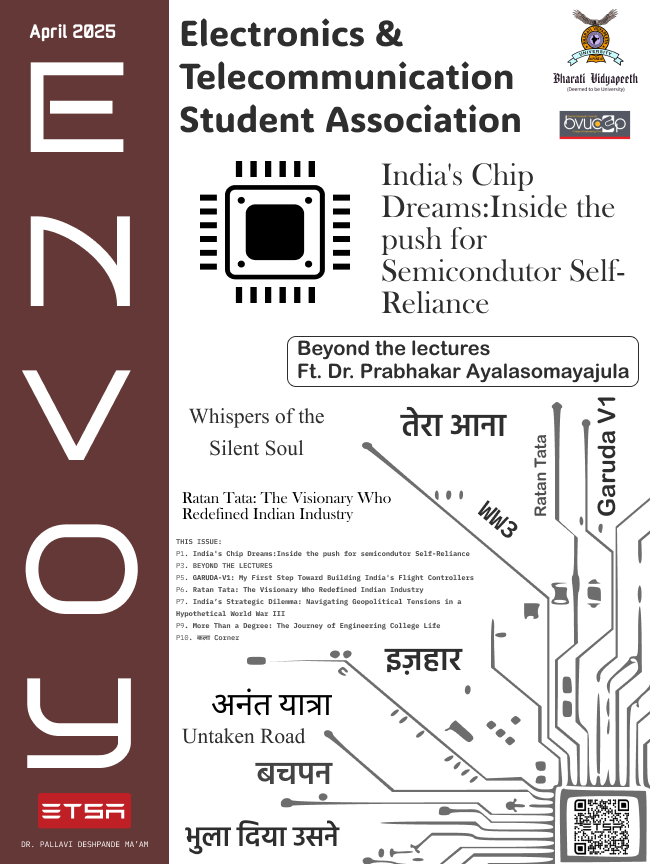 April 2025
ENVOY
ETSA
DR. PALLAVI DESHPANDE MA'AM
Electronics &
Telecommunication
Student Association
Bharati Vidyapeeth
(Deemed to be University)
bvucoep
India's Chip
Dreams:Inside the
push for
Semicondutor Self-
Reliance
Beyond the lectures
Ft. Dr. Prabhakar Ayalasomayajula
Whispers of the
Silent Soul
तेरा आना
Ratan Tata
Garuda V1
WW3
Ratan Tata: The Visionary Who
Redefined Indian Industry
THIS ISSUE:
P1. India's Chip Dreams:Inside the push for semicondutor Self-Reliance
P3. BEYOND THE LECTURES
P5. GARUDA-V1: My First Step Toward Building India's Flight Controllers
P6. Ratan Tata: The Visionary Who Redefined Indian Industry
P7. India's Strategic Dilemma: Navigating Geopolitical Tensions in a
Hypothetical World War III
P9. More Than a Degree: The Journey of Engineering College Life
P10. कला Corner
इज़हार
अनंत यात्रा
Untaken Road
बचपन
भुला दिया उसने
ETSA